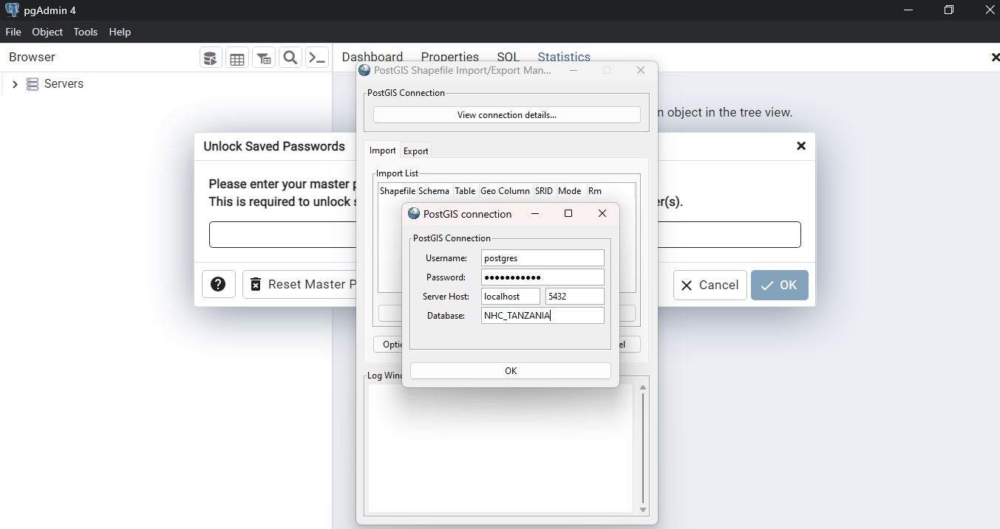 pgAdmin 4
File Object Tools Help
Browser
Dashboard Properties SQL Statistics
Servers
PostGIS Shapefile Import/Export Man...
PostGIS Connection
View connection details...
n object in the tree view.
Unlock Saved Passwords
Import Export
Please enter your master p
This is required to unlock s
er(s).
Import List
Shapefile Schema Table Geo Column SRID Mode Rm
PostGIS connection
PostGIS Connection
Username: postgres
Password: ●●●●●●●●●●●
Server Host: localhost 5432
Database: NHC_TANZANIA
Reset Master P
Cancel
OK
Optio
el
OK
Log Wind